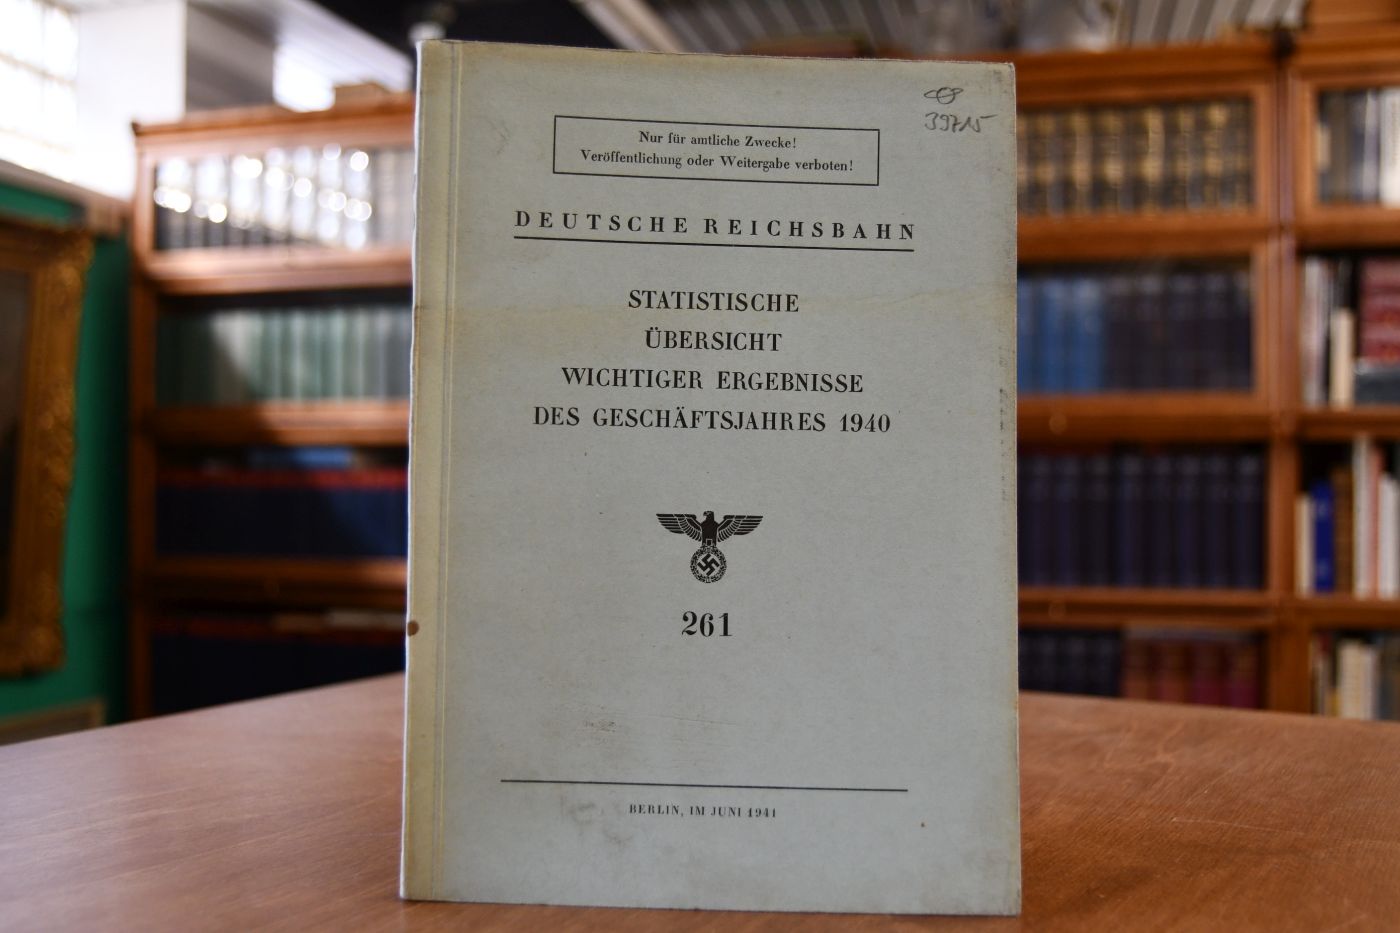 39715
Nur für amtliche Zwecke!
Veröffentlichung oder Weitergabe verboten!
DEUTSCHE REICHSBAHN
STATISTISCHE
ÜBERSICHT
WICHTIGER ERGEBNISSE
DES GESCHÄFTSJAHRES 1940
261
BERLIN, IM JUNI 1941